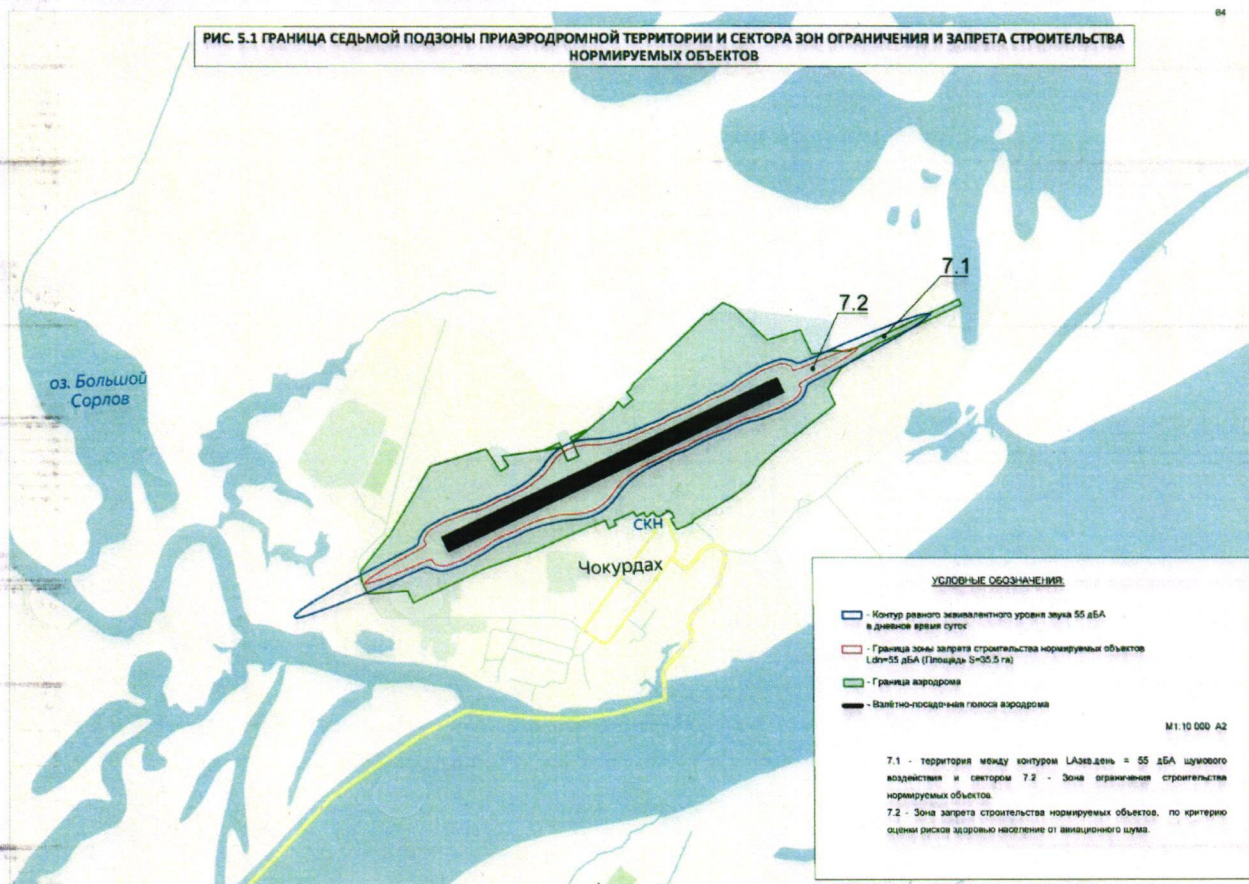 84
РИС. 5.1 ГРАНИЦА СЕДЬМОЙ ПОДЗОНЫ ПРИАЭРОДРОМНОЙ ТЕРРИТОРИИ И СЕКТОРА ЗОН ОГРАНИЧЕНИЯ И ЗАПРЕТА СТРОИТЕЛЬСТВА
НОРМИРУЕМЫХ ОБЪЕКТОВ
7.1
7.2
оз. Большой
Сорлов
СКН
Чокурдах
УСЛОВНЫЕ ОБОЗНАЧЕНИЯ:
- Контур равного эквивалентного уровня звука 55 дБА
в дневное время суток
- Граница зоны запрета строительства нормируемых объектов
Ldn=55 дБА (Площадь S=35.5 га)
- Граница аэродрома
- Взлётно-посадочная полоса аэродрома
М1:10 000 А2
7.1 - территория между контуром LАэкв.день = 55 дБА шумового
воздействия и сектором 7.2 - Зона ограничения строительства
нормируемых объектов.
7.2 - Зона запрета строительства нормируемых объектов, по критерию
оценки рисков здоровью население от авиационного шума.